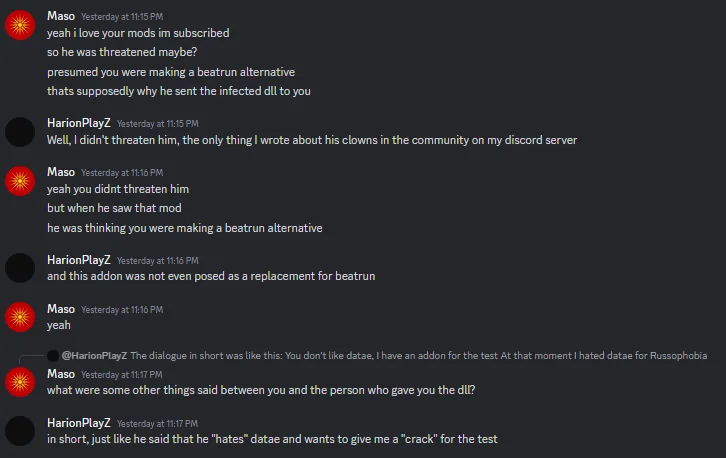 Maso Yesterday at 11:15 PM
yeah i love your mods im subscribed
so he was threatened maybe?
presumed you were making a beatrun alternative
thats supposedly why he sent the infected dll to you
HarionPlayZ Yesterday at 11:15 PM
Well, I didn't threaten him, the only thing I wrote about his clowns in the community on my discord server
Maso Yesterday at 11:16 PM
yeah you didnt threaten him
but when he saw that mod
he was thinking you were making a beatrun alternative
HarionPlayZ Yesterday at 11:16 PM
and this addon was not even posed as a replacement for beatrun
Maso Yesterday at 11:16 PM
yeah
@HarionPlayZ The dialogue in short was like this: You don't like datae, I have an addon for the test At that moment I hated datae for Russophobia
Maso Yesterday at 11:17 PM
what were some other things said between you and the person who gave you the dll?
HarionPlayZ Yesterday at 11:17 PM
in short, just like he said that he "hates" datae and wants to give me a "crack" for the test